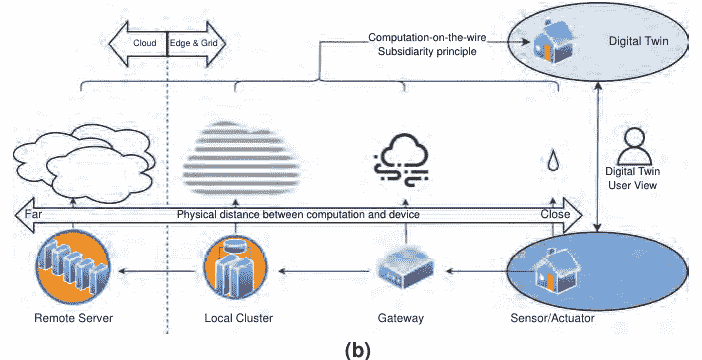 Cloud
Edge & Grid
Computation-on-the-wire
Subsidiarity principle
Digital Twin
Digital Twin
User View
Far
Physical distance between computation and device
Close
Remote Server
Local Cluster
Gateway
Sensor/Actuator
(b)